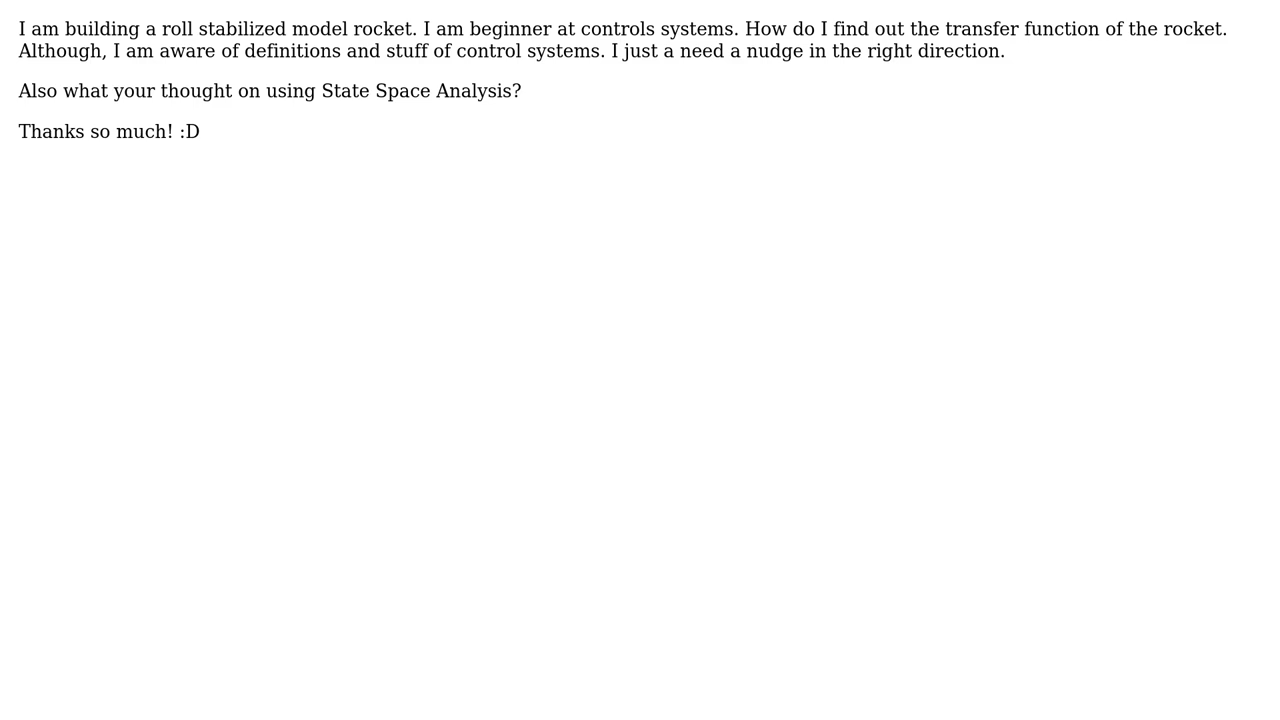 I am building a roll stabilized model rocket. I am beginner at controls systems. How do I find out the transfer function of the rocket.
Although, I am aware of definitions and stuff of control systems. I just a need a nudge in the right direction.
Also what your thought on using State Space Analysis?
Thanks so much! :D